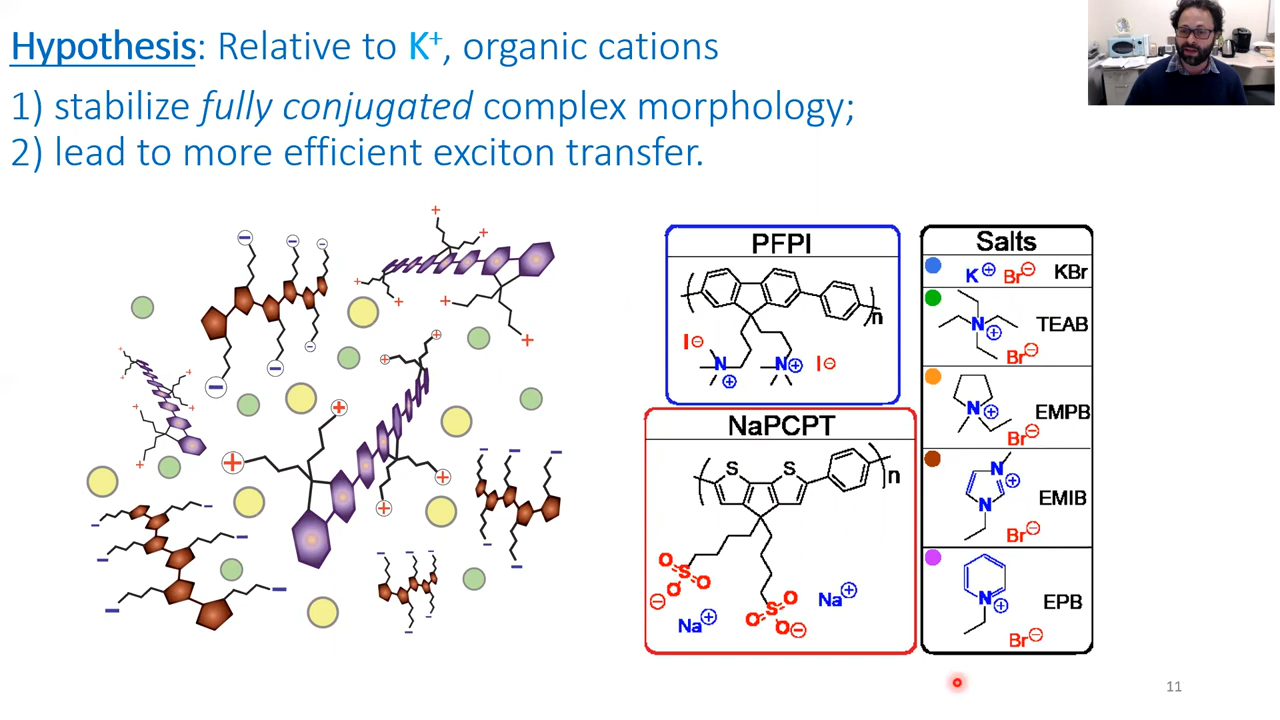 Hypothesis: Relative to K⁺, organic cations
1) stabilize fully conjugated complex morphology;
2) lead to more efficient exciton transfer.
PFPI
n
I⊖
N⊕
N⊕
I⊖
NaPCPT
S
S
n
O
S
O
O
⊖
Na⊕
O
S
O
O⊖
Na⊕
Salts
K⊕ Br⊖ KBr
N⊕ TEAB
Br⊖
N⊕ EMPB
Br⊖
N⊕
N EMIB
Br⊖
N⊕ EPB
Br⊖
11